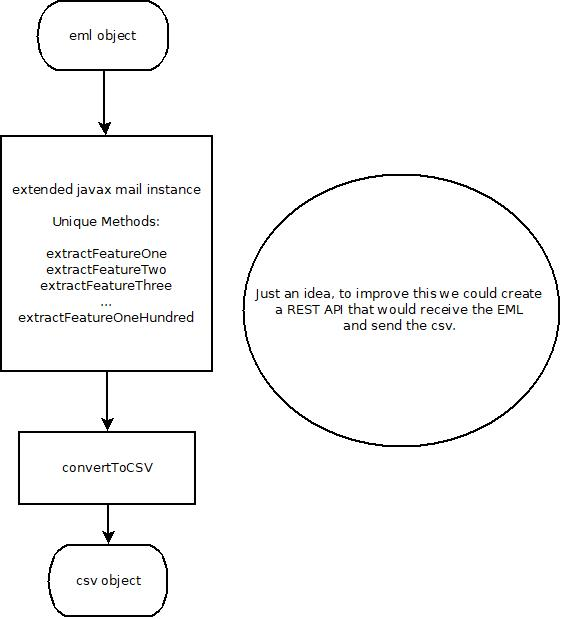 eml object
extended javax mail instance
Unique Methods:
extractFeatureOne
extractFeatureTwo
extractFeatureThree
...
extractFeatureOneHundred
Just an idea, to improve this we could create
a REST API that would receive the EML
and send the csv.
convertToCSV
csv object